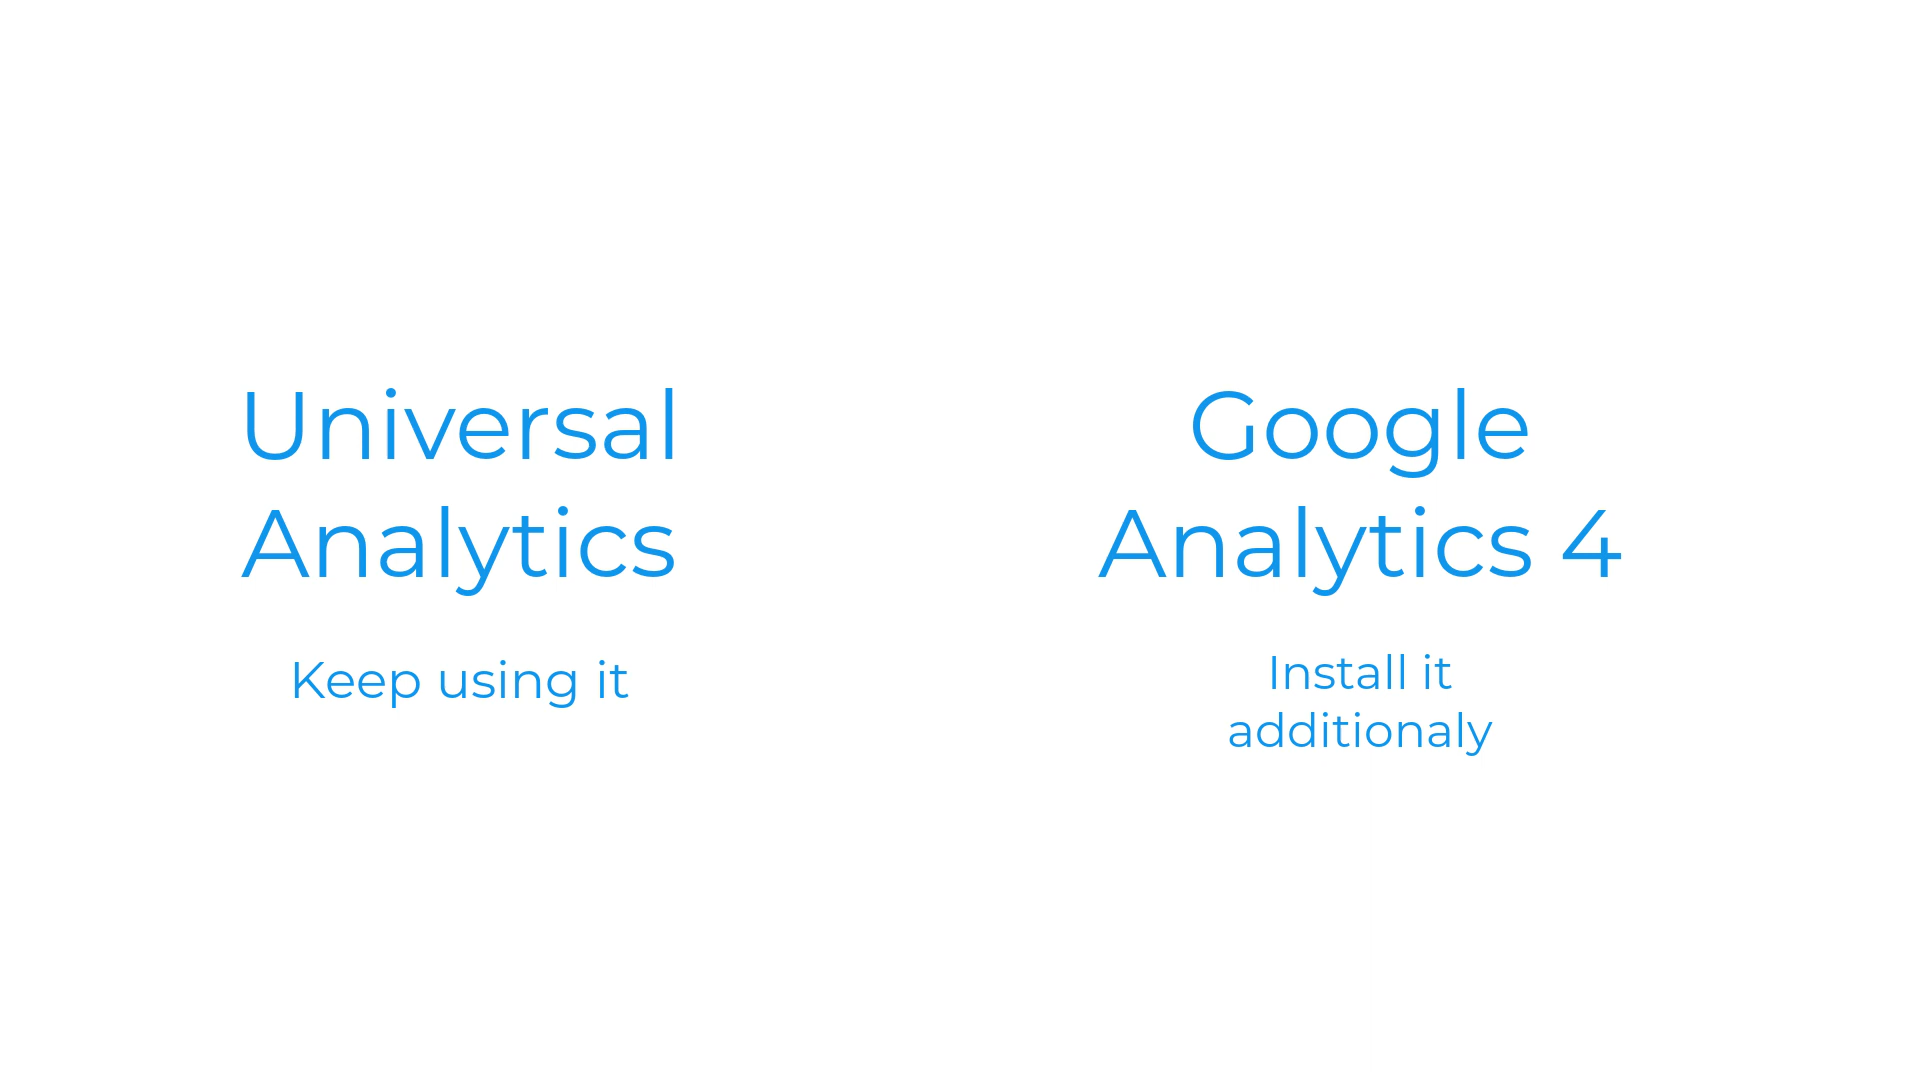 Universal
Analytics
Keep using it
Google
Analytics 4
Install it
additionaly